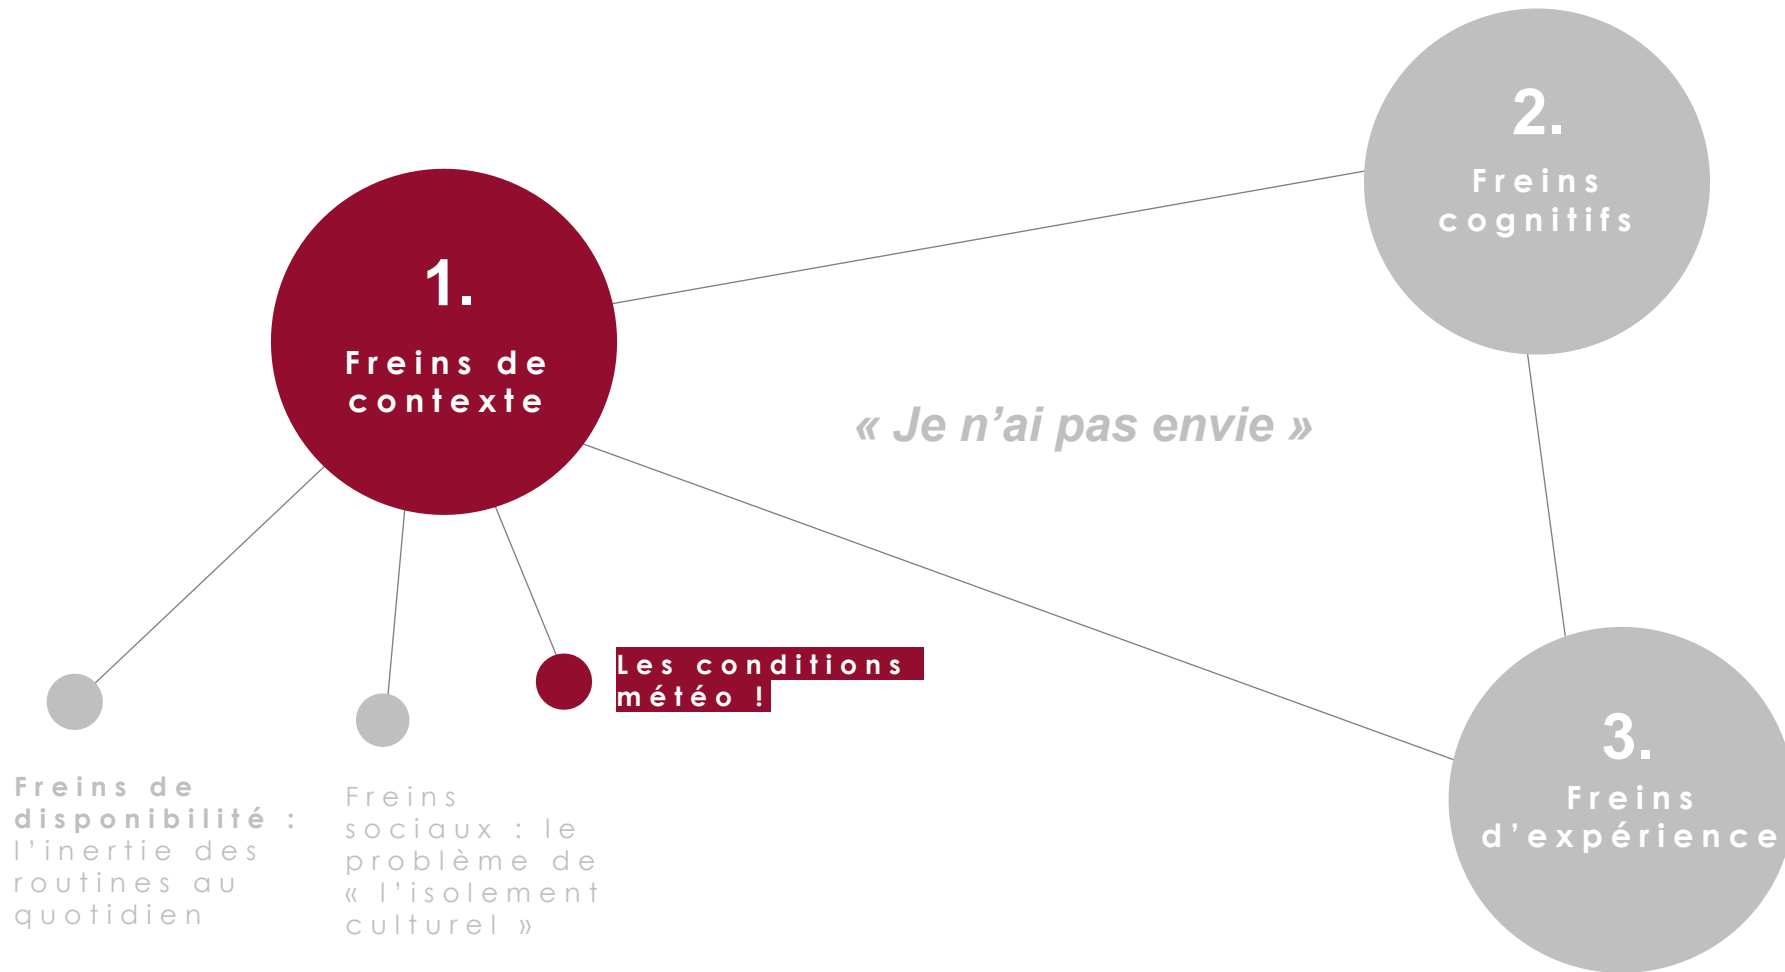 2.
Freins
cognitifs
1.
Freins de
contexte
« Je n’ai pas envie »
Les conditions
météo !
3.
Freins
d’expérience
Freins de
disponibilité :
l’inertie des
routines au
quotidien
Freins
sociaux : le
problème de
« l’isolement
culturel »